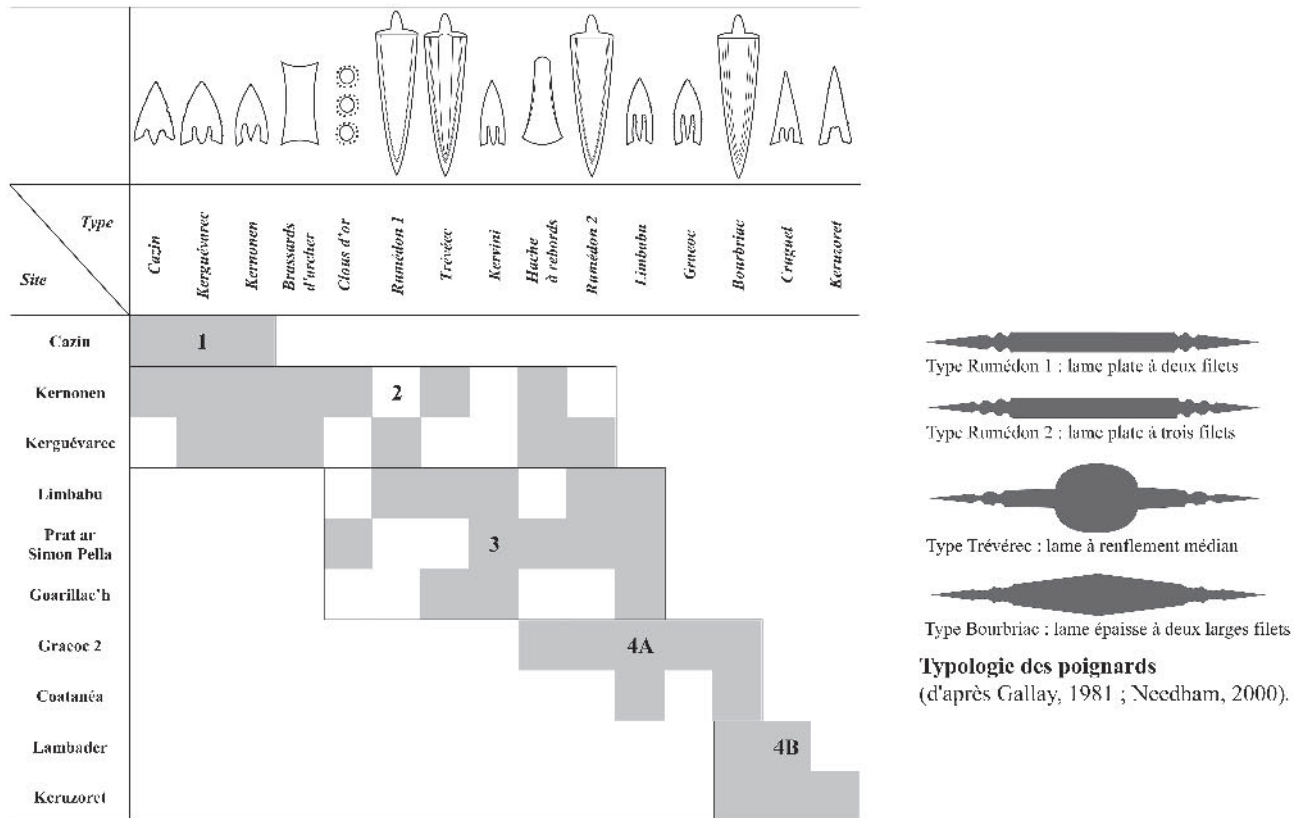 Type
Site
Cazin
Kerguévarec
Kernonen
Brassards
d'archer
Clous d'or
Rumédon 1
Trévéec
Kervini
Hache
à rebords
Rumédon 2
Limbabu
Graeoc
Bourbriac
Cruguel
Keruzoret
Cazin
1
Kernonen
2
Kerguévarec
Limbabu
Prat ar
Simon Pella
3
Goarillac'h
Graeoc 2
4A
Coatanéa
Lambader
4B
Keruzoret
Type Rumédon 1 : lame plate à deux filets
Type Rumédon 2 : lame plate à trois filets
Type Trévérec : lame à renflement médian
Type Bourbriac : lame épaisse à deux larges filets
Typologie des poignards
(d'après Gallay, 1981 ; Needham, 2000).